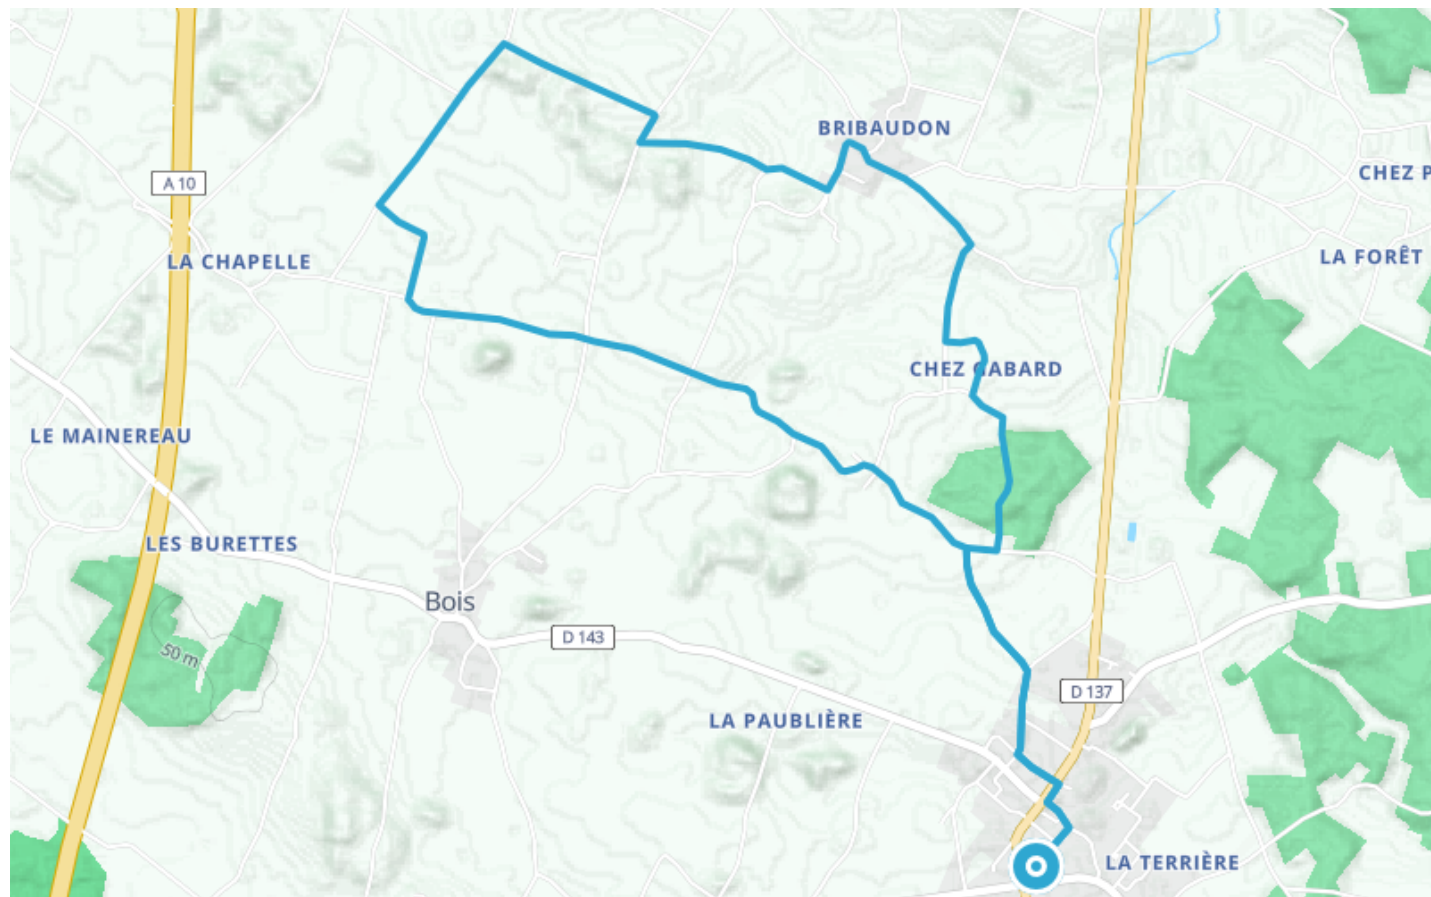 BRIBAUDON
CHEZ P
A 10
LA FORÊT
LA CHAPELLE
CHEZ GABARD
LE MAINEREAU
LES BURETTES
Bois
D 143
50 m
D 137
LA PAUBLIÈRE
LA TERRIÈRE